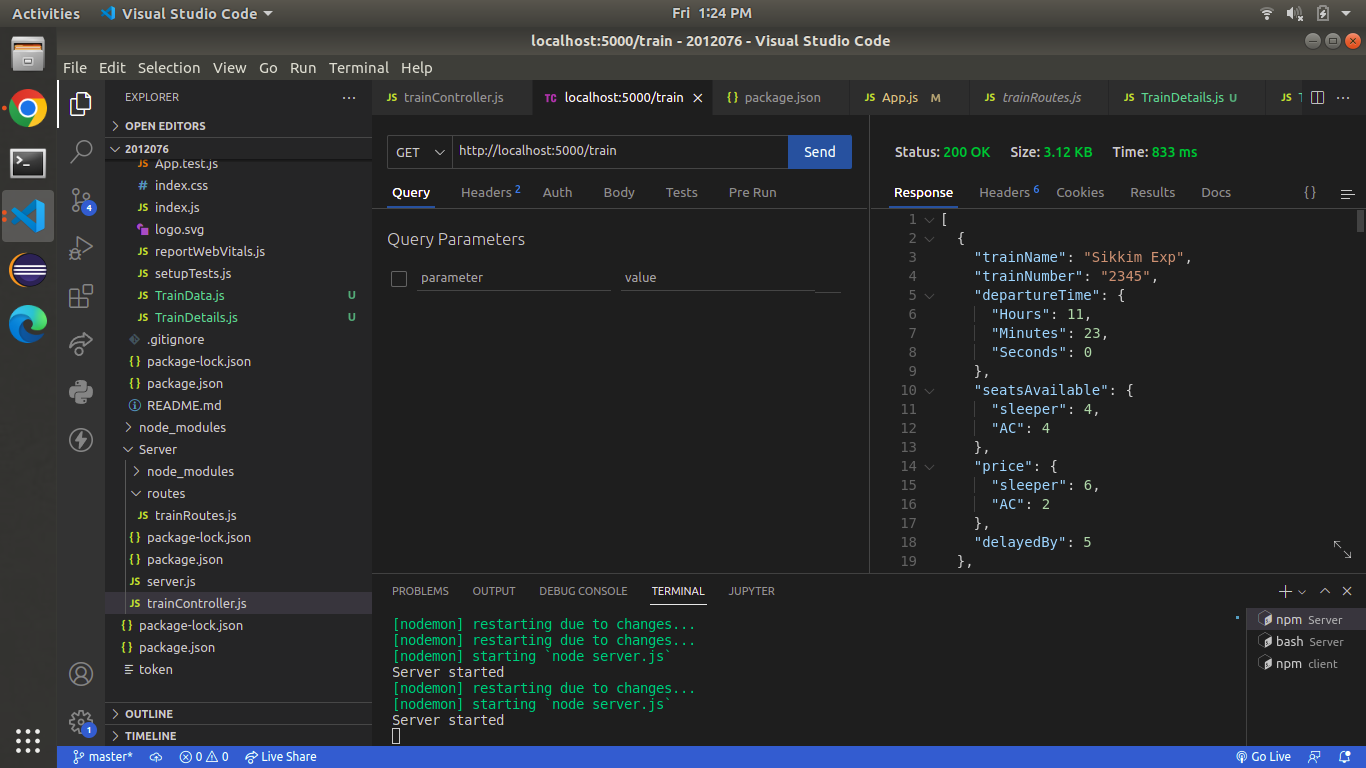 Activities Visual Studio Code Fri 1:24 PM
localhost:5000/train - 2012076 - Visual Studio Code
File Edit Selection View Go Run Terminal Help
EXPLORER
OPEN EDITORS
2012076
JS App.test.js
# index.css
JS index.js
logo.svg
JS reportWebVitals.js
JS setupTests.js
JS TrainData.js U
JS TrainDetails.js U
.gitignore
{} package-lock.json
{} package.json
README.md
node_modules
Server
node_modules
routes
JS trainRoutes.js
{} package-lock.json
{} package.json
JS server.js
JS trainController.js
{} package-lock.json
{} package.json
token
OUTLINE
TIMELINE
4
1
JS trainController.js TC localhost:5000/train {} package.json JS App.js M JS trainRoutes.js JS TrainDetails.js U JS
GET http://localhost:5000/train Send
Query Headers 2 Auth Body Tests Pre Run
Query Parameters
parameter value
Status: 200 OK Size: 3.12 KB Time: 833 ms
Response Headers 6 Cookies Results Docs {}
1 [
2 {
3 "trainName": "Sikkim Exp",
4 "trainNumber": "2345",
5 "departureTime": {
6 "Hours": 11,
7 "Minutes": 23,
8 "Seconds": 0
9 },
10 "seatsAvailable": {
11 "sleeper": 4,
12 "AC": 4
13 },
14 "price": {
15 "sleeper": 6,
16 "AC": 2
17 },
18 "delayedBy": 5
19 },
PROBLEMS OUTPUT DEBUG CONSOLE TERMINAL JUPYTER
[nodemon] restarting due to changes...
[nodemon] restarting due to changes...
[nodemon] starting `node server.js`
Server started
[nodemon] restarting due to changes...
[nodemon] starting `node server.js`
Server started
npm Server
bash Server
npm client
master* 0 0 Live Share Go Live